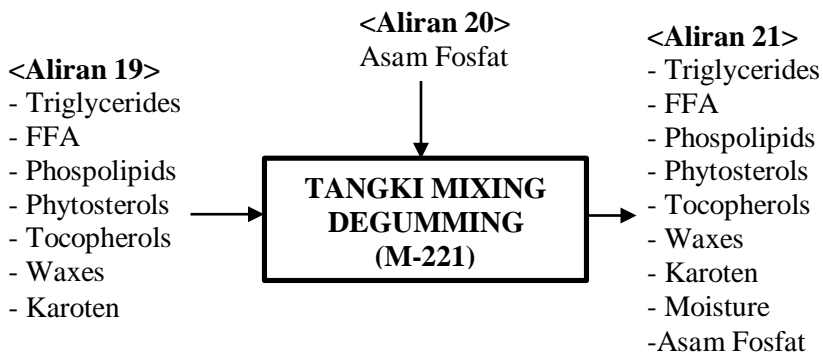 <Aliran 19>
- Triglycerides
- FFA
- Phospolipids
- Phytosterols
- Tocopherols
- Waxes
- Karoten
<Aliran 20>
Asam Fosfat
TANGKI MIXING
DEGUMMING
(M-221)
<Aliran 21>
- Triglycerides
- FFA
- Phospolipids
- Phytosterols
- Tocopherols
- Waxes
- Karoten
- Moisture
-Asam Fosfat